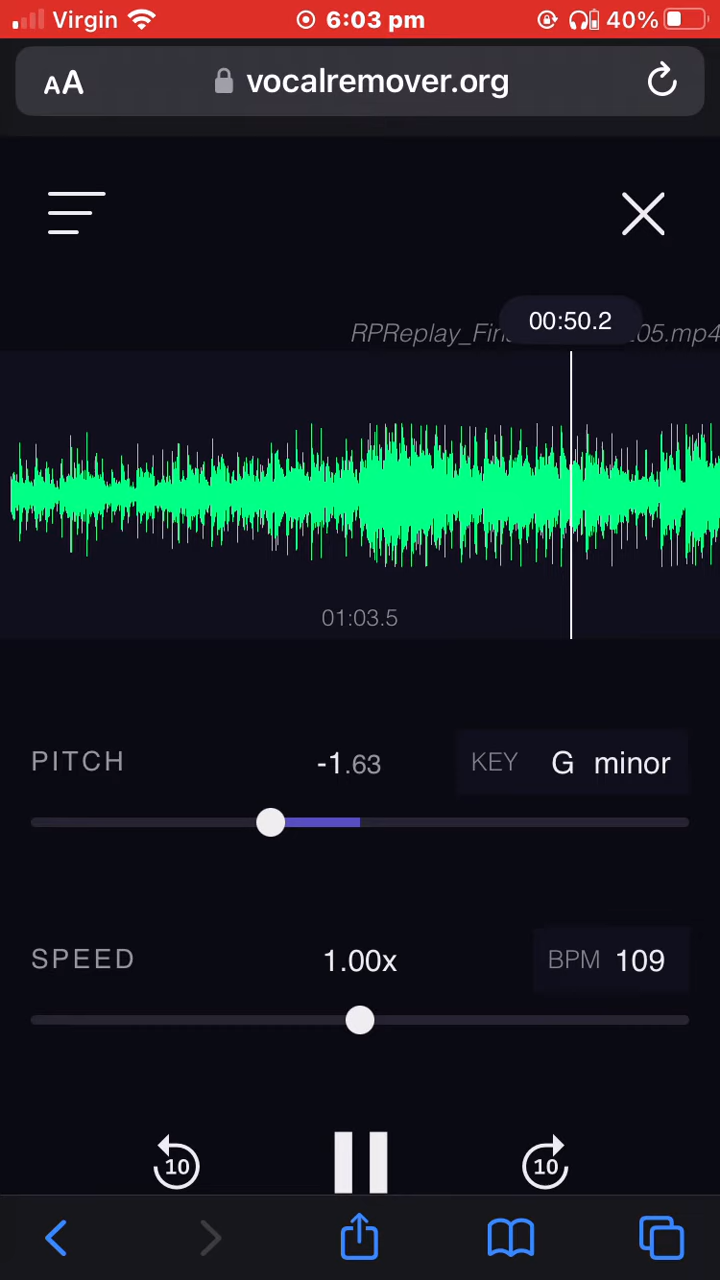 Virgin 6:03 pm 40%
AA vocalremover.org
00:50.2
RPReplay_Fin 05.mp4
01:03.5
PITCH -1.63 KEY G minor
SPEED 1.00x BPM 109
10 10